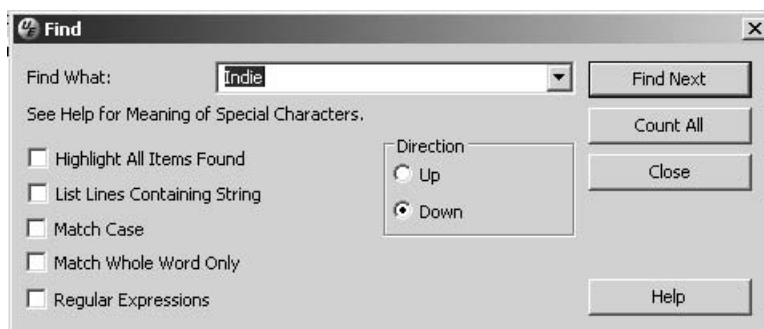 Find
Find What: Indie
Find Next
See Help for Meaning of Special Characters.
Count All
Highlight All Items Found
List Lines Containing String
Match Case
Match Whole Word Only
Regular Expressions
Direction
Up
Down
Close
Help